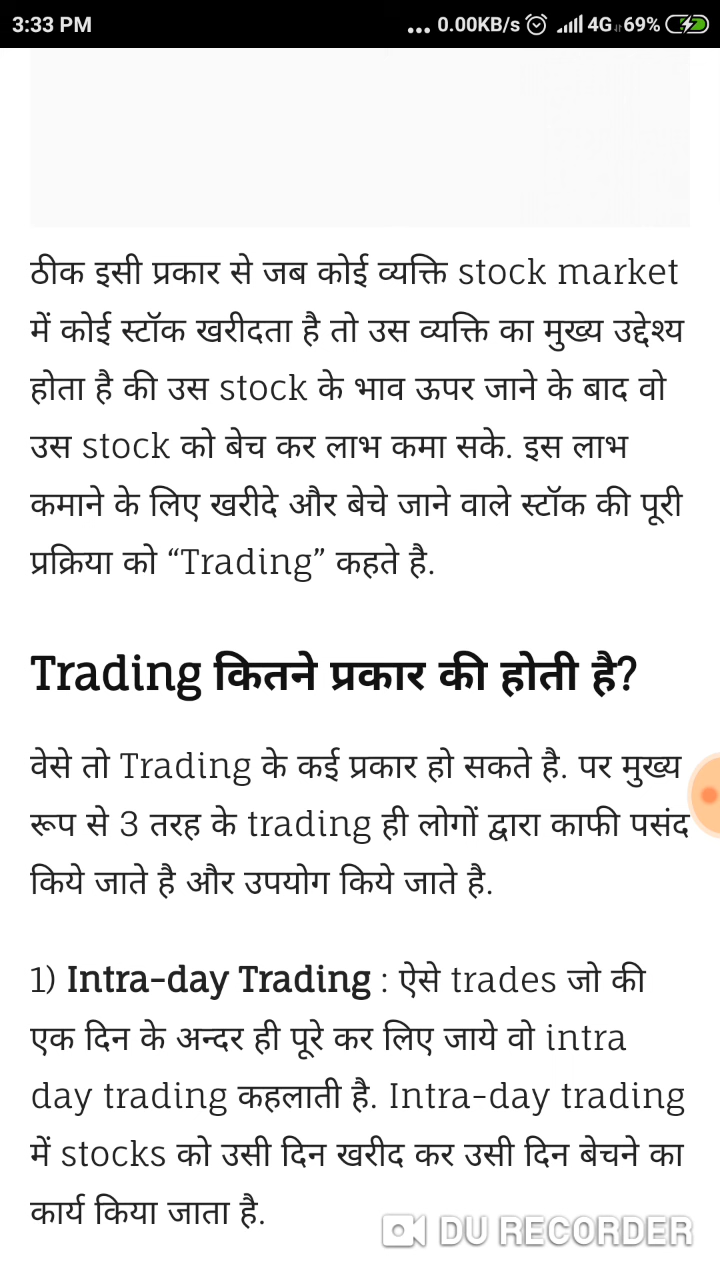 3:33 PM
... 0.00KB/s 4G 69%
ठीक इसी प्रकार से जब कोई व्यक्ति stock market
में कोई स्टॉक खरीदता है तो उस व्यक्ति का मुख्य उद्देश्य
होता है की उस stock के भाव ऊपर जाने के बाद वो
उस stock को बेच कर लाभ कमा सके. इस लाभ
कमाने के लिए खरीदे और बेचे जाने वाले स्टॉक की पूरी
प्रक्रिया को “Trading” कहते है.
Trading कितने प्रकार की होती है?
वेसे तो Trading के कई प्रकार हो सकते है. पर मुख्य
रूप से 3 तरह के trading ही लोगों द्वारा काफी पसंद
किये जाते है और उपयोग किये जाते है.
1) Intra-day Trading : ऐसे trades जो की
एक दिन के अन्दर ही पूरे कर लिए जाये वो intra
day trading कहलाती है. Intra-day trading
में stocks को उसी दिन खरीद कर उसी दिन बेचने का
कार्य किया जाता है.
DU RECORDER